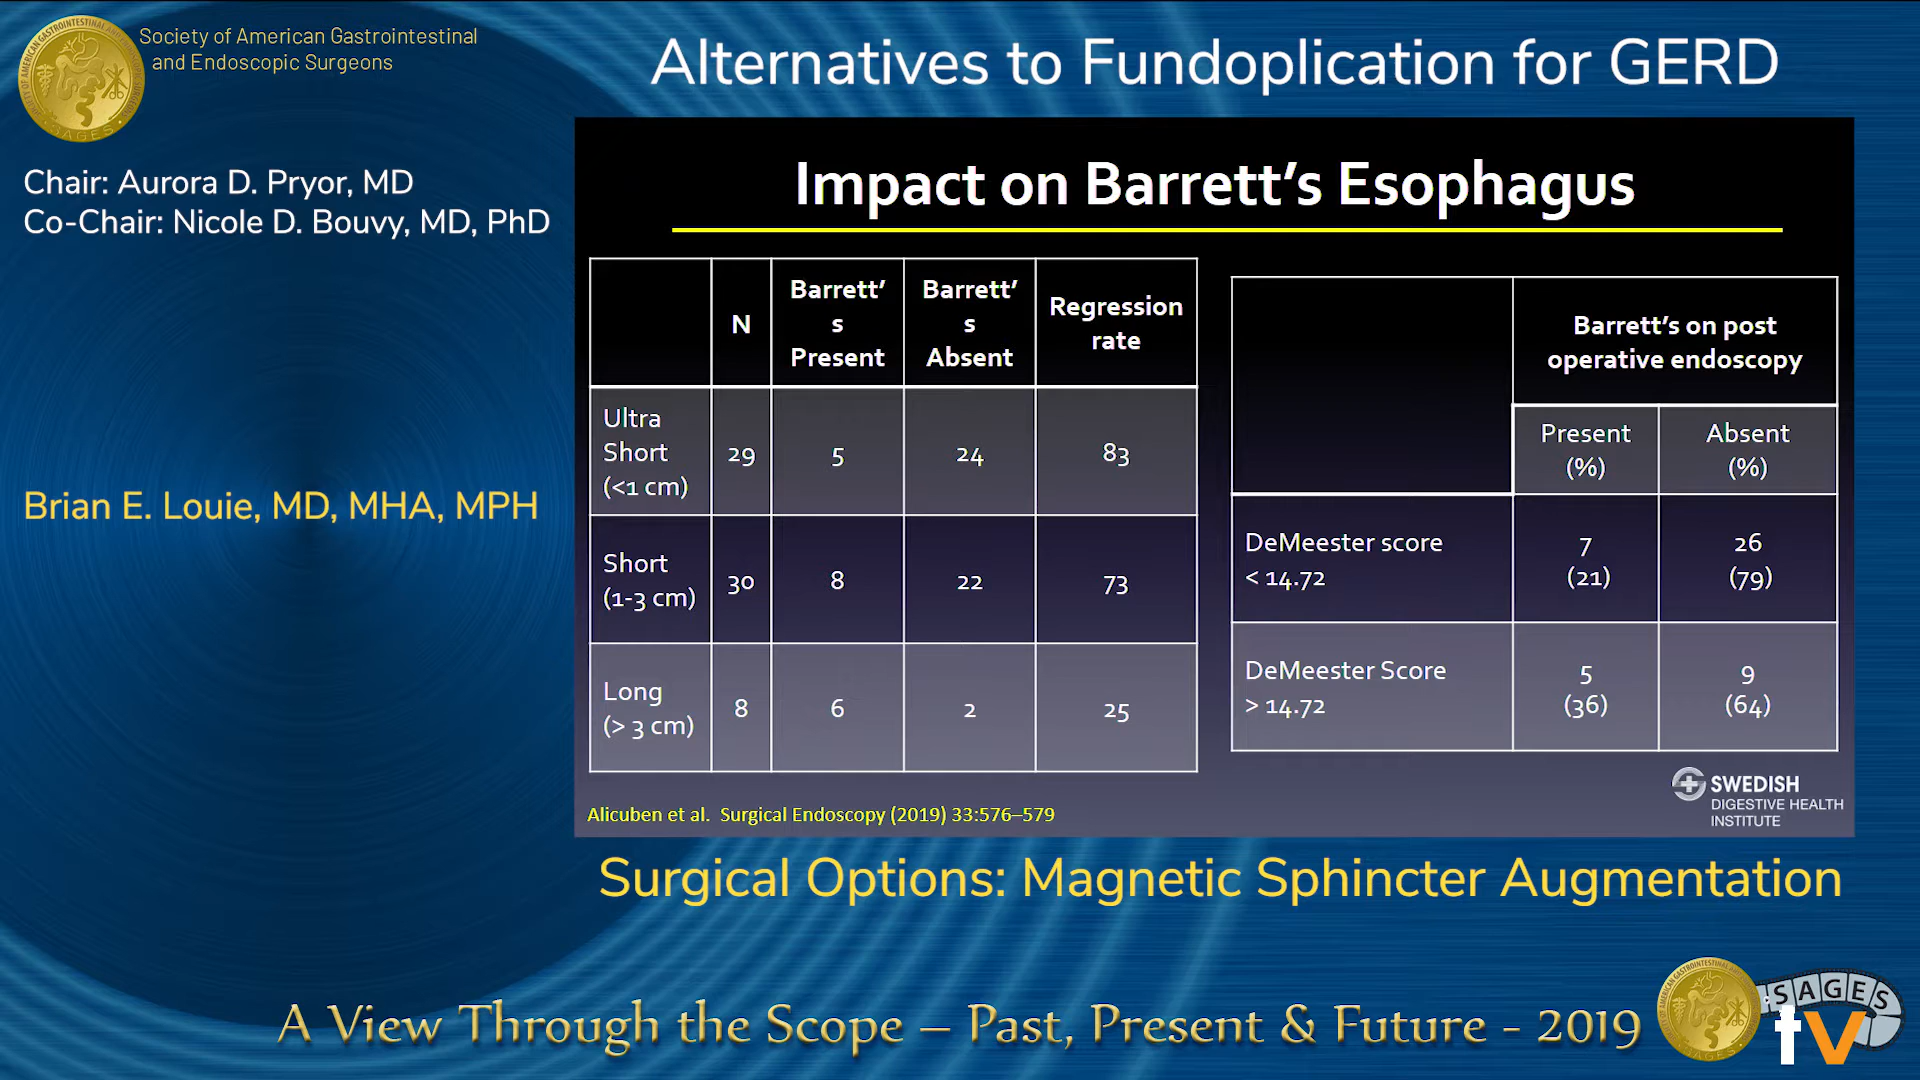 Society of American Gastrointestinal
and Endoscopic Surgeons
Alternatives to Fundoplication for GERD
Chair: Aurora D. Pryor, MD
Co-Chair: Nicole D. Bouvy, MD, PhD
Brian E. Louie, MD, MHA, MPH
Impact on Barrett's Esophagus
N
Barrett'
s
Present
Barrett'
s
Absent
Regression
rate
Ultra
Short
(<1 cm)
29
5
24
83
Short
(1-3 cm)
30
8
22
73
Long
(> 3 cm)
8
6
2
25
Barrett's on post
operative endoscopy
Present
(%)
Absent
(%)
DeMeester score
< 14.72
7
(21)
26
(79)
DeMeester Score
> 14.72
5
(36)
9
(64)
Alicuben et al. Surgical Endoscopy (2019) 33:576–579
SWEDISH
DIGESTIVE HEALTH
INSTITUTE
Surgical Options: Magnetic Sphincter Augmentation
A View Through the Scope – Past, Present & Future - 2019
SAGES
tv